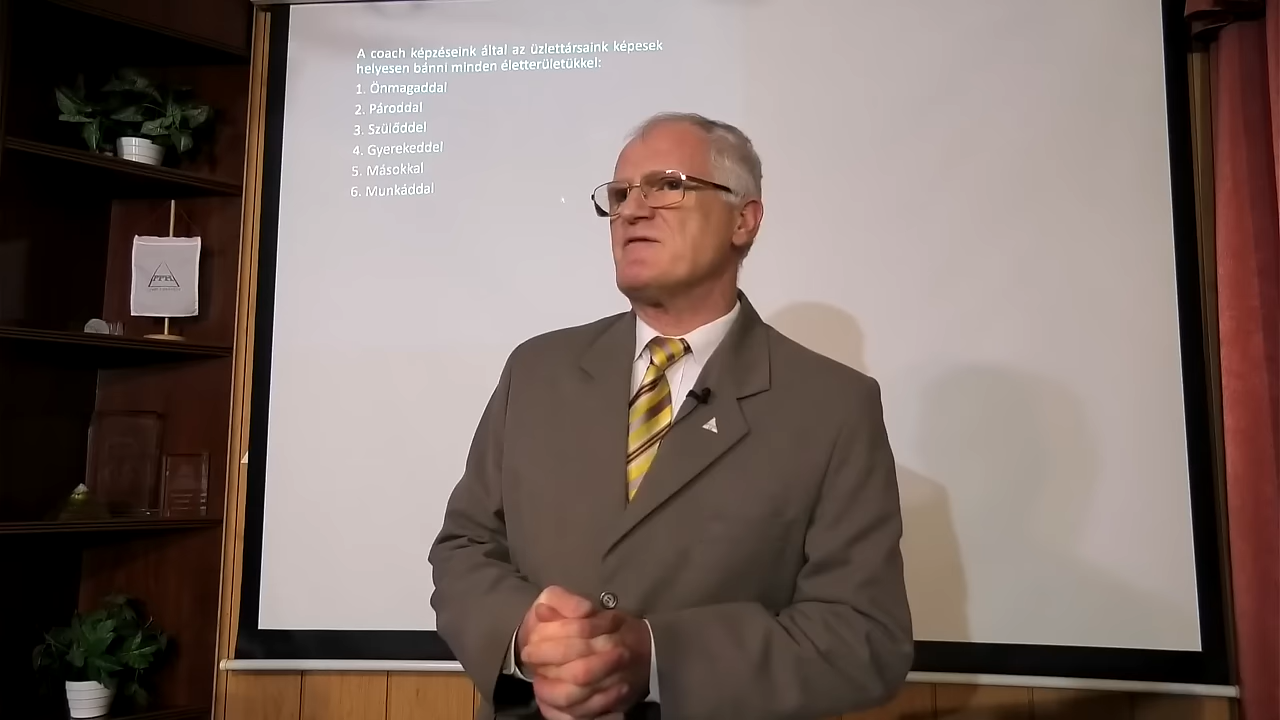 A coach képzéseink által az üzlettársaink képesek
helyesen bánni minden életterületükkel:
1. Önmagaddal
2. Pároddal
3. Szülőddel
4. Gyerekeddel
5. Másokkal
6. Munkáddal